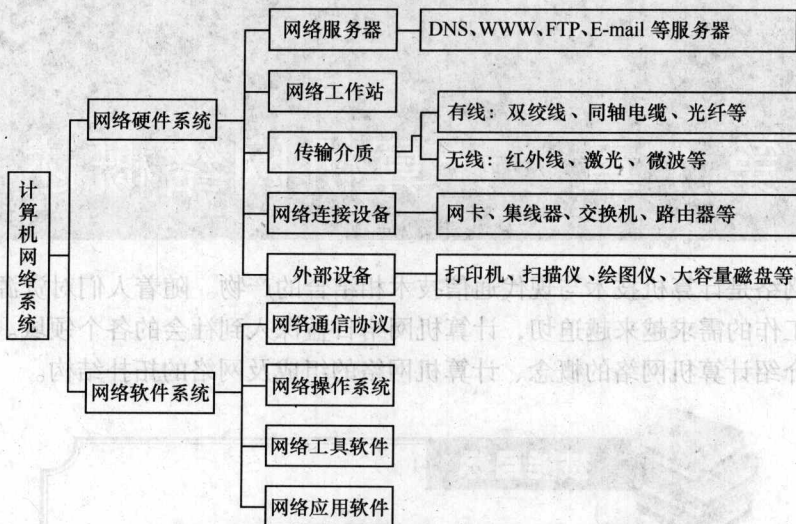 计算机网络系统
网络硬件系统
网络服务器
DNS、WWW、FTP、E-mail 等服务器
网络工作站
传输介质
有线：双绞线、同轴电缆、光纤等
无线：红外线、激光、微波等
网络连接设备
网卡、集线器、交换机、路由器等
外部设备
打印机、扫描仪、绘图仪、大容量磁盘等
网络软件系统
网络通信协议
网络操作系统
网络工具软件
网络应用软件